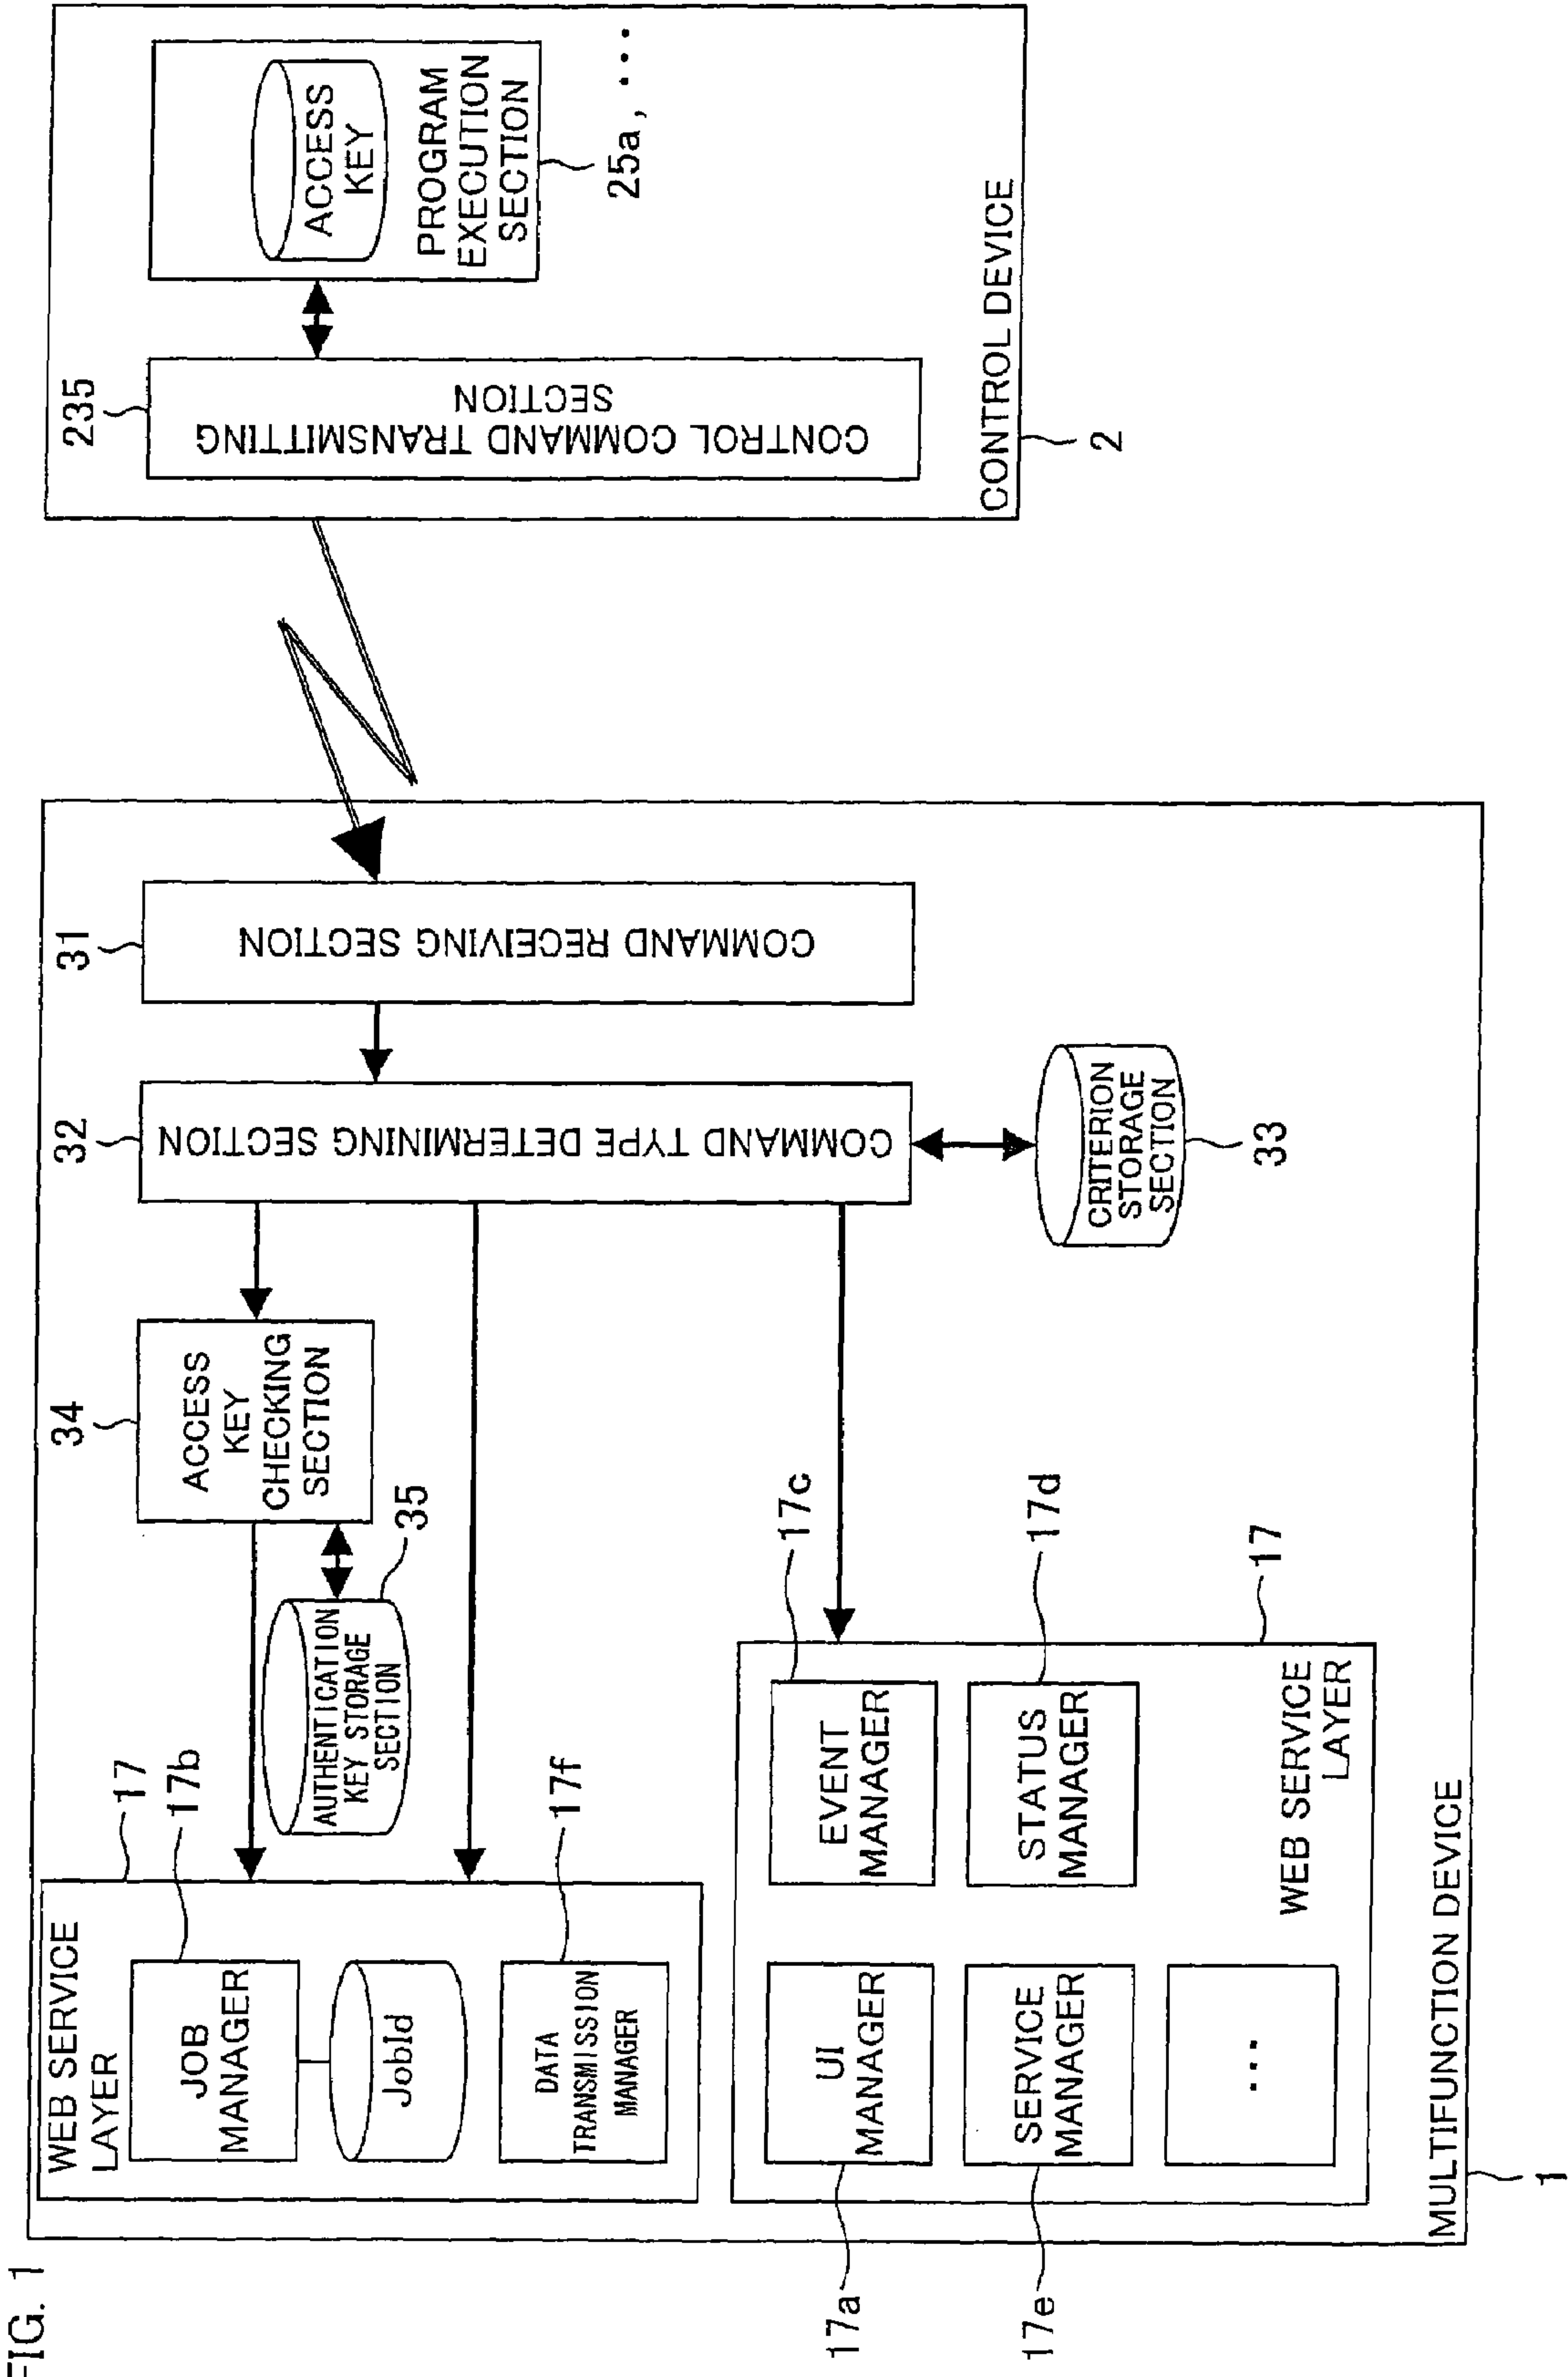 FIG. 1
WEB SERVICE
LAYER
17
17b
JOB
MANAGER
JobId
DATA
TRANSMISSION
MANAGER
17f
AUTHENTICATION
KEY STORAGE
SECTION
35
34
ACCESS
KEY
CHECKING
SECTION
32
COMMAND TYPE DETERMINING SECTION
31
COMMAND RECEIVING SECTION
CRITERION
STORAGE
SECTION
33
17a
UI
MANAGER
17c
EVENT
MANAGER
17e
SERVICE
MANAGER
17d
STATUS
MANAGER
...
WEB SERVICE
LAYER
17
MULTIFUNCTION DEVICE
1
235
CONTROL COMMAND TRANSMITTING
SECTION
ACCESS
KEY
PROGRAM
EXECUTION
SECTION
25a, ...
CONTROL DEVICE
2